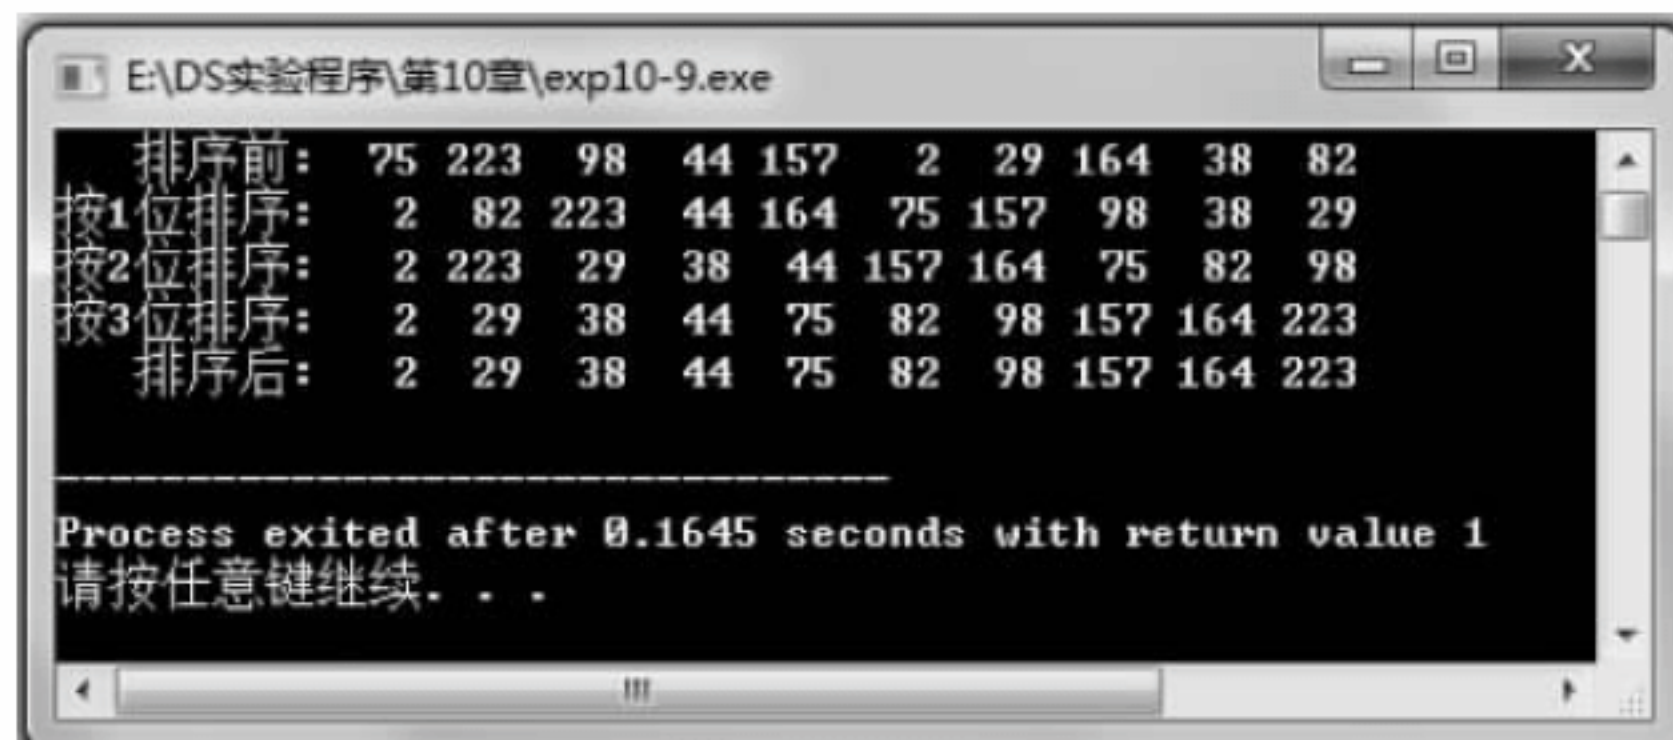 E:\DS实验程序\第10章\exp10-9.exe
排序前: 75 223 98 44 157 2 29 164 38 82
按1位排序: 2 82 223 44 164 75 157 98 38 29
按2位排序: 2 223 29 38 44 157 164 75 82 98
按3位排序: 2 29 38 44 75 82 98 157 164 223
排序后: 2 29 38 44 75 82 98 157 164 223
--------------------------------
Process exited after 0.1645 seconds with return value 1
请按任意键继续. . .